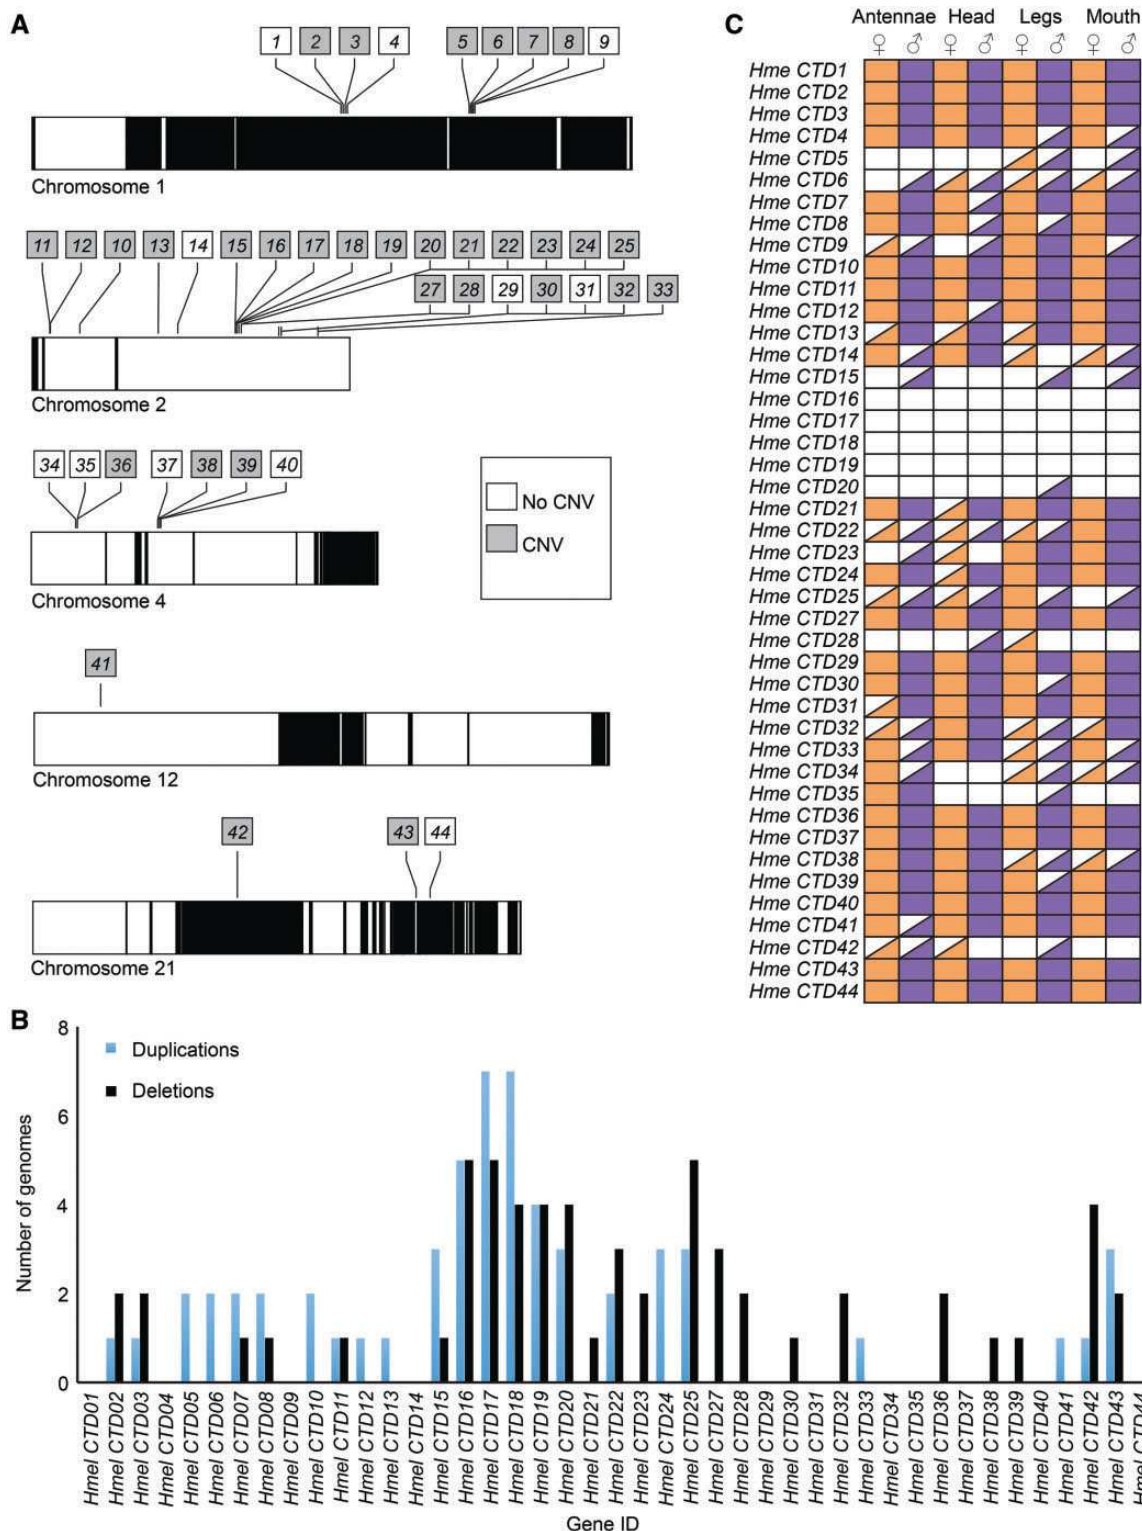 A
1 2 3 4 5 6 7 8 9
Chromosome 1
11 12 10 13 14 15 16 17 18 19 20 21 22 23 24 25
27 28 29 30 31 32 33
Chromosome 2
34 35 36 37 38 39 40
No CNV
CNV
Chromosome 4
41
Chromosome 12
42 43 44
Chromosome 21
C
Antennae Head Legs Mouth
♀ ♂ ♀ ♂ ♀ ♂ ♀ ♂
Hme CTD1
Hme CTD2
Hme CTD3
Hme CTD4
Hme CTD5
Hme CTD6
Hme CTD7
Hme CTD8
Hme CTD9
Hme CTD10
Hme CTD11
Hme CTD12
Hme CTD13
Hme CTD14
Hme CTD15
Hme CTD16
Hme CTD17
Hme CTD18
Hme CTD19
Hme CTD20
Hme CTD21
Hme CTD22
Hme CTD23
Hme CTD24
Hme CTD25
Hme CTD27
Hme CTD28
Hme CTD29
Hme CTD30
Hme CTD31
Hme CTD32
Hme CTD33
Hme CTD34
Hme CTD35
Hme CTD36
Hme CTD37
Hme CTD38
Hme CTD39
Hme CTD40
Hme CTD41
Hme CTD42
Hme CTD43
Hme CTD44
B
Duplications
Deletions
Number of genomes
8
6
4
2
0
Hmel CTD01
Hmel CTD02
Hmel CTD03
Hmel CTD04
Hmel CTD05
Hmel CTD06
Hmel CTD07
Hmel CTD08
Hmel CTD09
Hmel CTD10
Hmel CTD11
Hmel CTD12
Hmel CTD13
Hmel CTD14
Hmel CTD15
Hmel CTD16
Hmel CTD17
Hmel CTD18
Hmel CTD19
Hmel CTD20
Hmel CTD21
Hmel CTD22
Hmel CTD23
Hmel CTD24
Hmel CTD25
Hmel CTD27
Hmel CTD28
Hmel CTD29
Hmel CTD30
Hmel CTD31
Hmel CTD32
Hmel CTD33
Hmel CTD34
Hmel CTD35
Hmel CTD36
Hmel CTD37
Hmel CTD38
Hmel CTD39
Hmel CTD40
Hmel CTD41
Hmel CTD42
Hmel CTD43
Hmel CTD44
Gene ID